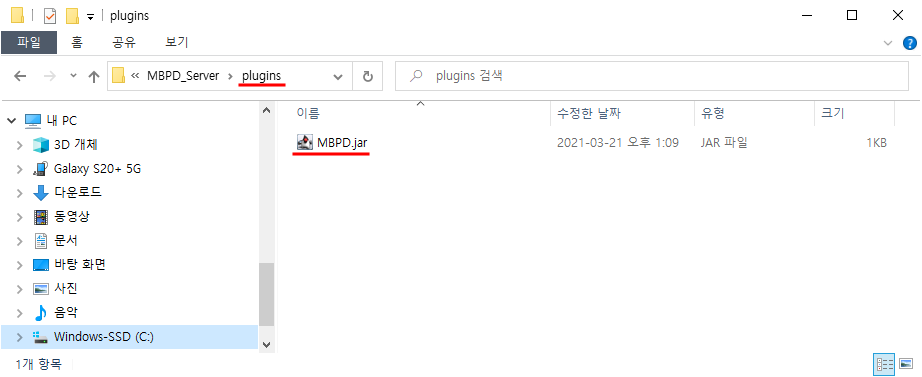 plugins
파일 홈 공유 보기
MBPD_Server plugins plugins 검색
이름 수정한 날짜 유형 크기
MBPD.jar 2021-03-21 오후 1:09 JAR 파일 1KB
내 PC
3D 개체
Galaxy S20+ 5G
다운로드
동영상
문서
바탕 화면
사진
음악
Windows-SSD (C:)
1개 항목